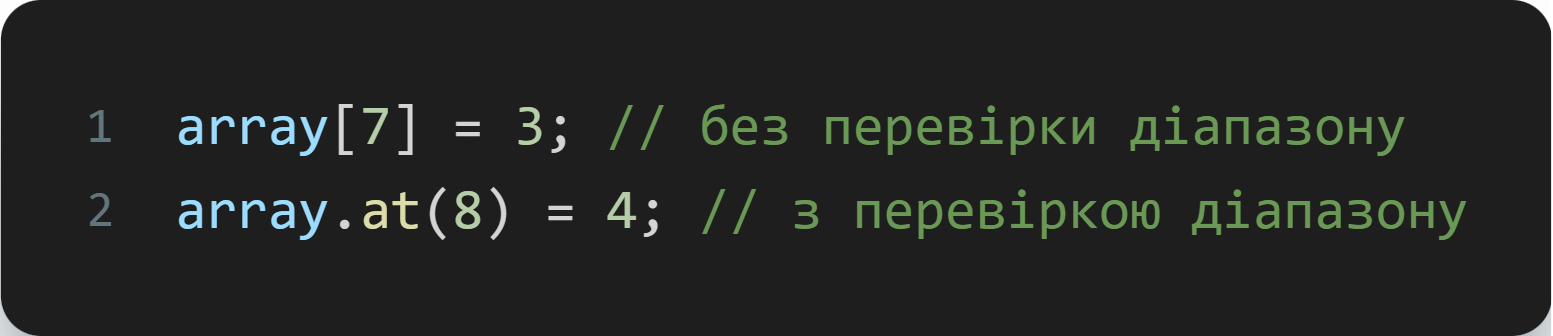 1 array[7] = 3; // без перевірки діапазону
2 array.at(8) = 4; // з перевіркою діапазону